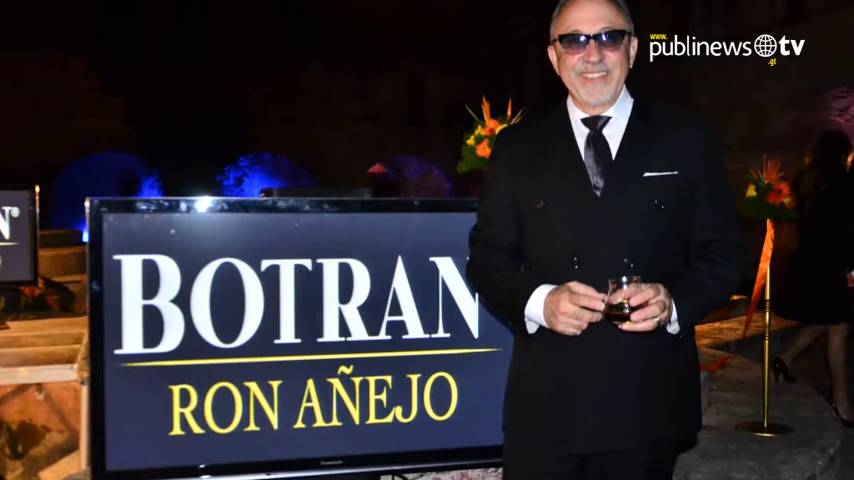 www.
publinews tv
.gt
N®
O
BOTRAN
RON AÑEJO
Panasonic